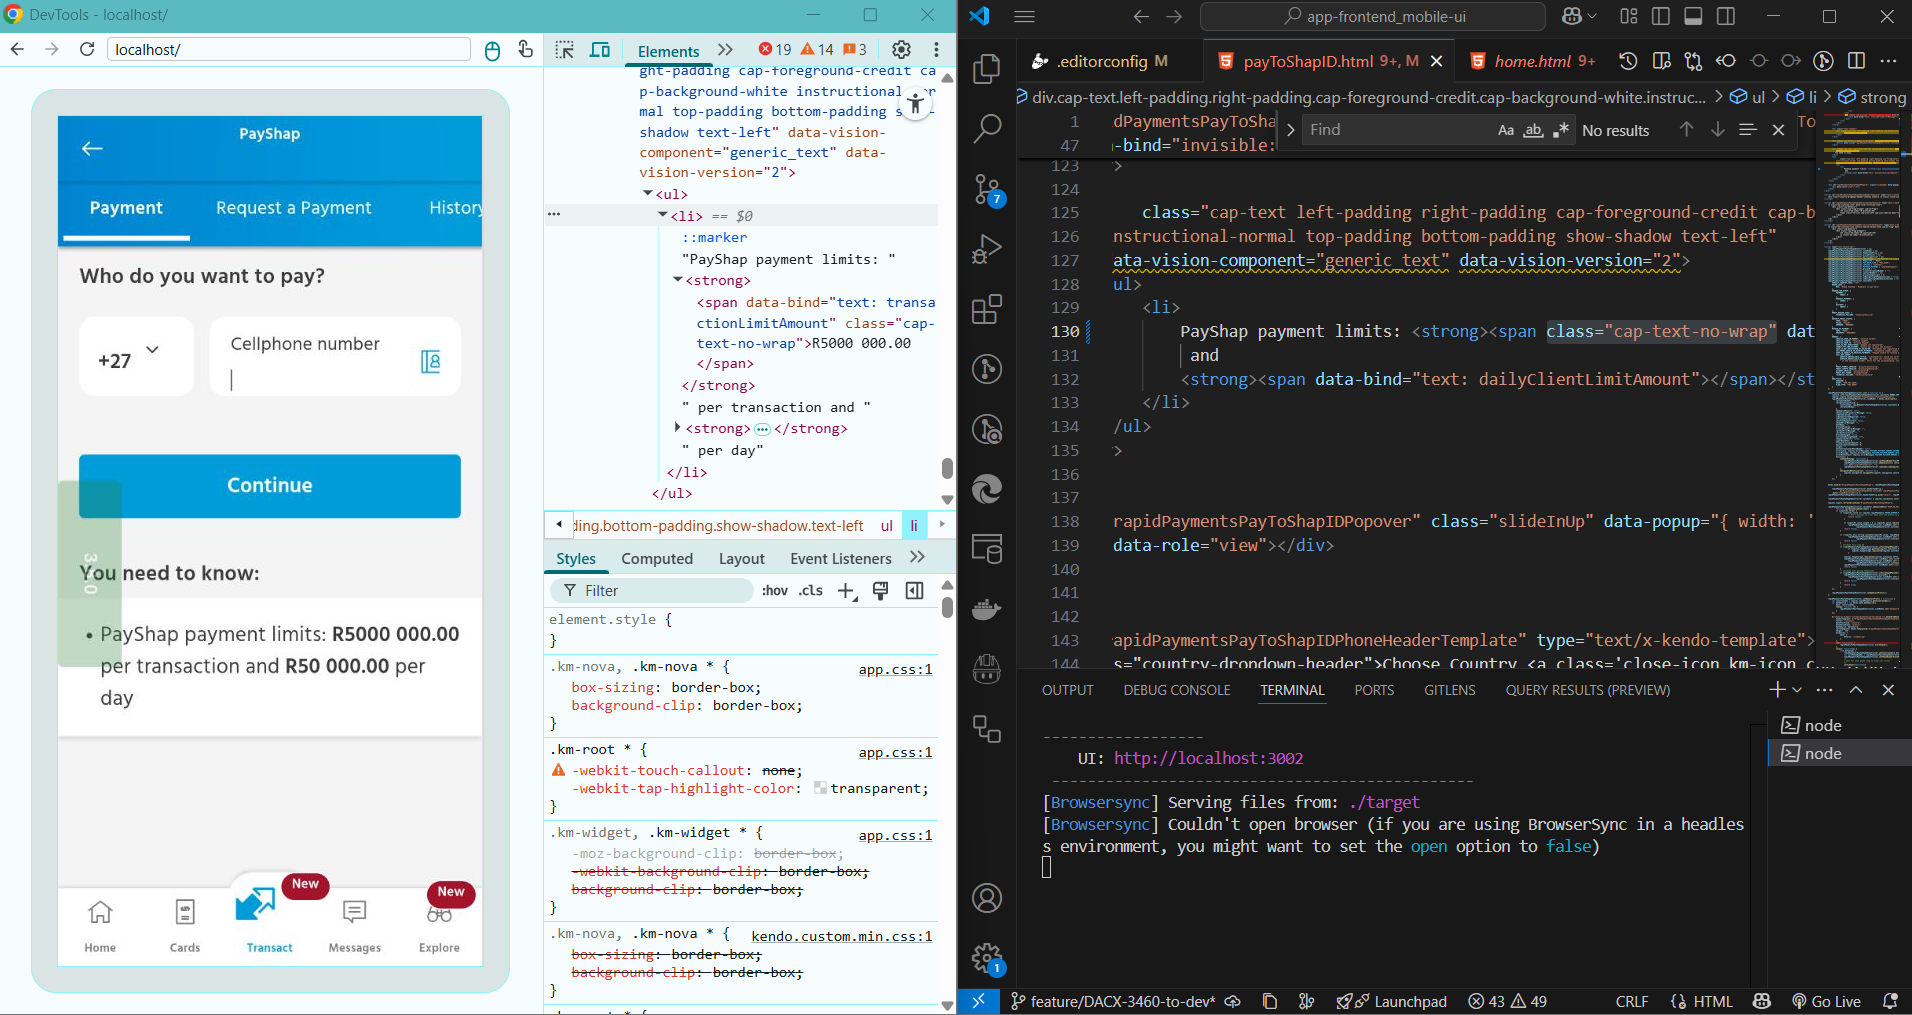 DevTools - localhost/
localhost/
Elements
19
14
3
PayShap
Payment
Request a Payment
History
Who do you want to pay?
+27
Cellphone number
Continue
You need to know:
• PayShap payment limits: R5000 000.00
per transaction and R50 000.00 per
day
New
New
Home
Cards
Transact
Messages
Explore
ght-padding cap-foreground-credit ca
p-background-white instructional-
mal top-padding bottom-padding
shadow text-left" data-vision-
component="generic_text" data-
vision-version="2">
<ul>
<li> == $0
::marker
"PayShap payment limits: "
<strong>
<span data-bind="text: transa
ctionLimitAmount" class="cap-
text-no-wrap">R5000 000.00
</span>
</strong>
" per transaction and "
<strong>…</strong>
" per day"
</li>
</ul>
ding.bottom-padding.show-shadow.text-left
ul
li
Styles
Computed
Layout
Event Listeners
Filter
:hov
.cls
element.style {
}
.km-nova, .km-nova * {
app.css:1
box-sizing: border-box;
background-clip: border-box;
}
.km-root * {
app.css:1
-webkit-touch-callout: none;
-webkit-tap-highlight-color: transparent;
}
.km-widget, .km-widget * {
app.css:1
-moz-background-clip: border-box;
-webkit-background-clip: border-box;
background-clip: border-box;
}
.km-nova, .km-nova * {
kendo.custom.min.css:1
box-sizing: border-box;
background-clip: border-box;
}
app-frontend_mobile-ui
.editorconfig M
payToShapID.html 9+, M
home.html 9+
div.cap-text.left-padding.right-padding.cap-foreground-credit.cap-background-white.instruc...
ul
li
strong
Find
Aa
ab
No results
1 dPaymentsPayToSha
47 -bind="invisible:
123 >
124
125 class="cap-text left-padding right-padding cap-foreground-credit cap-b
126 nstructional-normal top-padding bottom-padding show-shadow text-left"
127 ata-vision-component="generic_text" data-vision-version="2">
128 ul>
129 <li>
130 PayShap payment limits: <strong><span class="cap-text-no-wrap" dat
131 and
132 <strong><span data-bind="text: dailyClientLimitAmount"></span></st
133 </li>
134 /ul>
135 >
136
137
138 rapidPaymentsPayToShapIDPopover" class="slideInUp" data-popup="{ width: '
139 data-role="view"></div>
140
141
142
143 apidPaymentsPayToShapIDPhoneHeaderTemplate" type="text/x-kendo-template">
144 s="country-dropdown-header">Choose Country <a class='close-icon km-icon
7
OUTPUT
DEBUG CONSOLE
TERMINAL
PORTS
GITLENS
QUERY RESULTS (PREVIEW)
------------------
UI: http://localhost:3002
----------------------------------------------
[Browsersync] Serving files from: ./target
[Browsersync] Couldn't open browser (if you are using BrowserSync in a headles
s environment, you might want to set the open option to false)
node
node
1
feature/DACX-3460-to-dev*
Launchpad
43
49
CRLF
HTML
Go Live